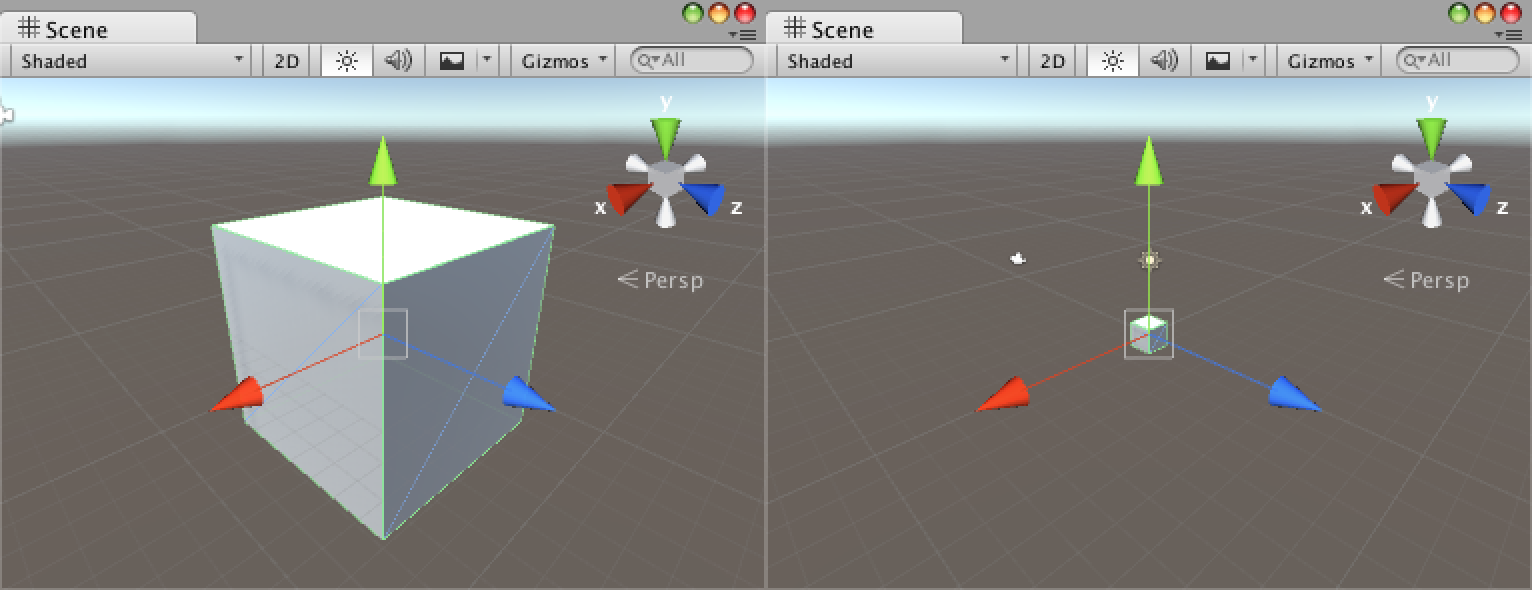 Scene
Shaded 2D Gizmos All
y
x z
Persp
Scene
Shaded 2D Gizmos All
y
x z
Persp